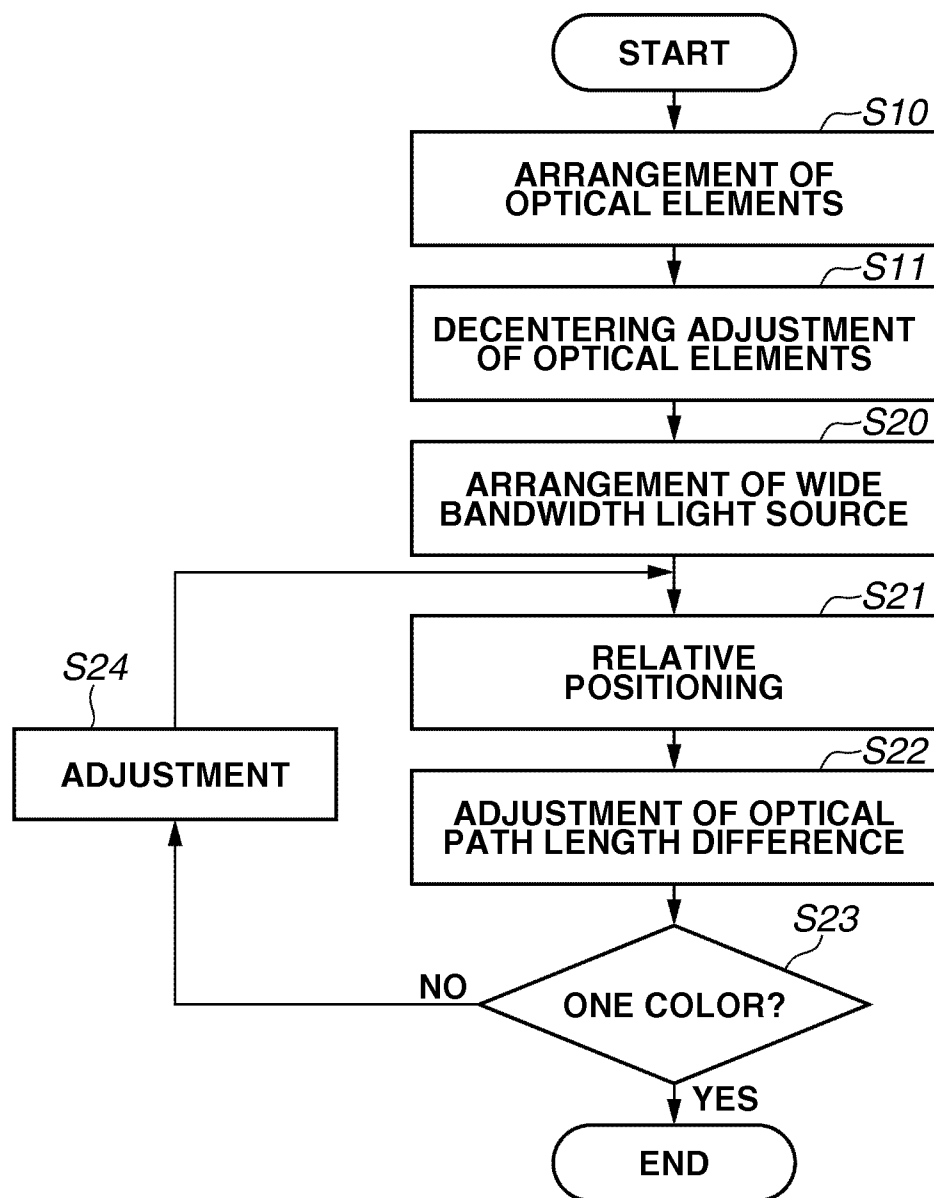 START
S10
ARRANGEMENT OF
OPTICAL ELEMENTS
S11
DECENTERING ADJUSTMENT
OF OPTICAL ELEMENTS
S20
ARRANGEMENT OF WIDE
BANDWIDTH LIGHT SOURCE
S21
RELATIVE
POSITIONING
S24
ADJUSTMENT
S22
ADJUSTMENT OF OPTICAL
PATH LENGTH DIFFERENCE
S23
NO
ONE COLOR?
YES
END